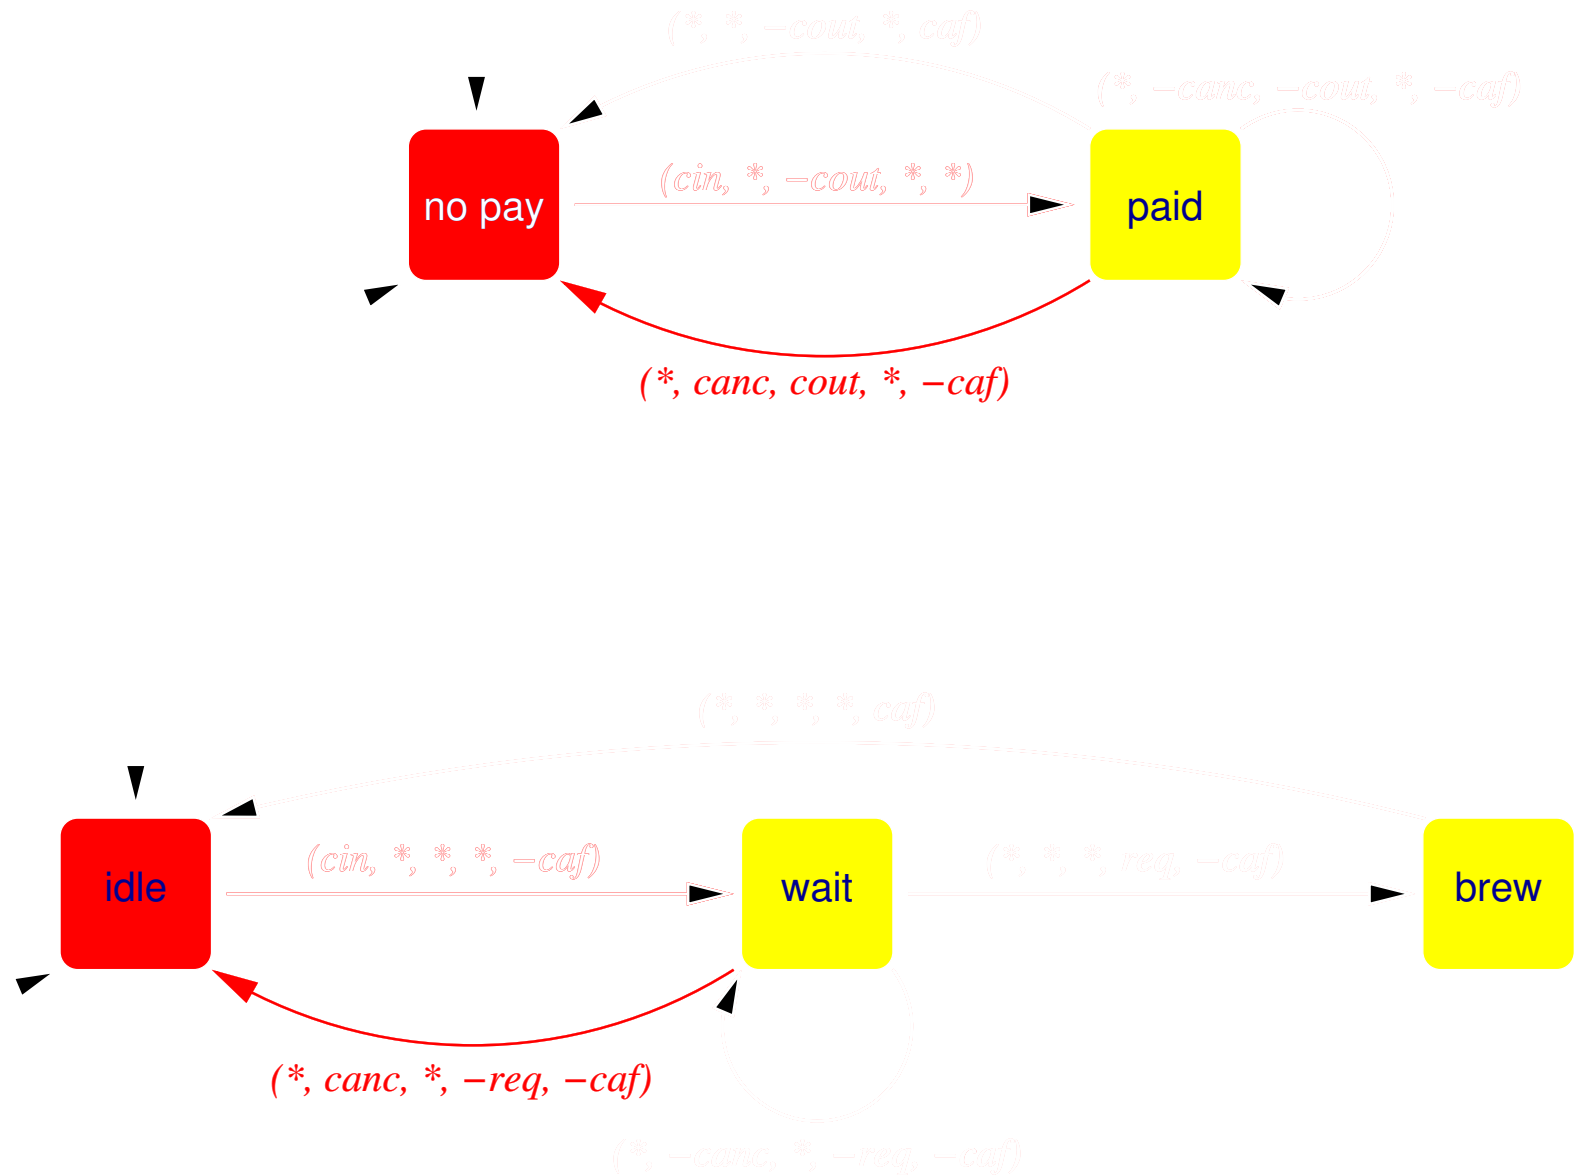 (*, *, −cout, *, caf)
(*, −canc, −cout, *, −caf)
no pay
(cin, *, −cout, *, *)
paid
(*, canc, cout, *, −caf)
(*, *, *, *, caf)
idle
(cin, *, *, *, −caf)
wait
(*, *, *, req, −caf)
brew
(*, canc, *, −req, −caf)
(*, −canc, *, −req, −caf)